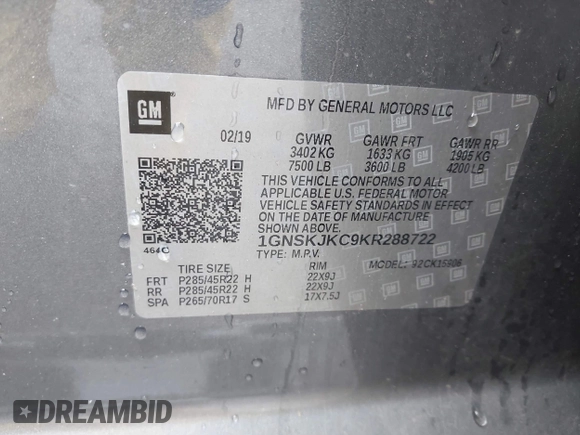 GM
MFD BY GENERAL MOTORS LLC
02/19 GVWR GAWR FRT GAWR RR
3402 KG 1633 KG 1905 KG
7500 LB 3600 LB 4200 LB
THIS VEHICLE CONFORMS TO ALL
APPLICABLE U.S. FEDERAL MOTOR
VEHICLE SAFETY STANDARDS IN
EFFECT ON THE DATE OF MANUFACTURE
SHOWN ABOVE.
1GNSKJKC9KR288722
TYPE: M.P.V. MODEL: 92CK15906
TIRE SIZE RIM
FRT P285/45R22 H 22X9J
RR P285/45R22 H 22X9J
SPA P265/70R17 S 17X7.5J
DREAMBID